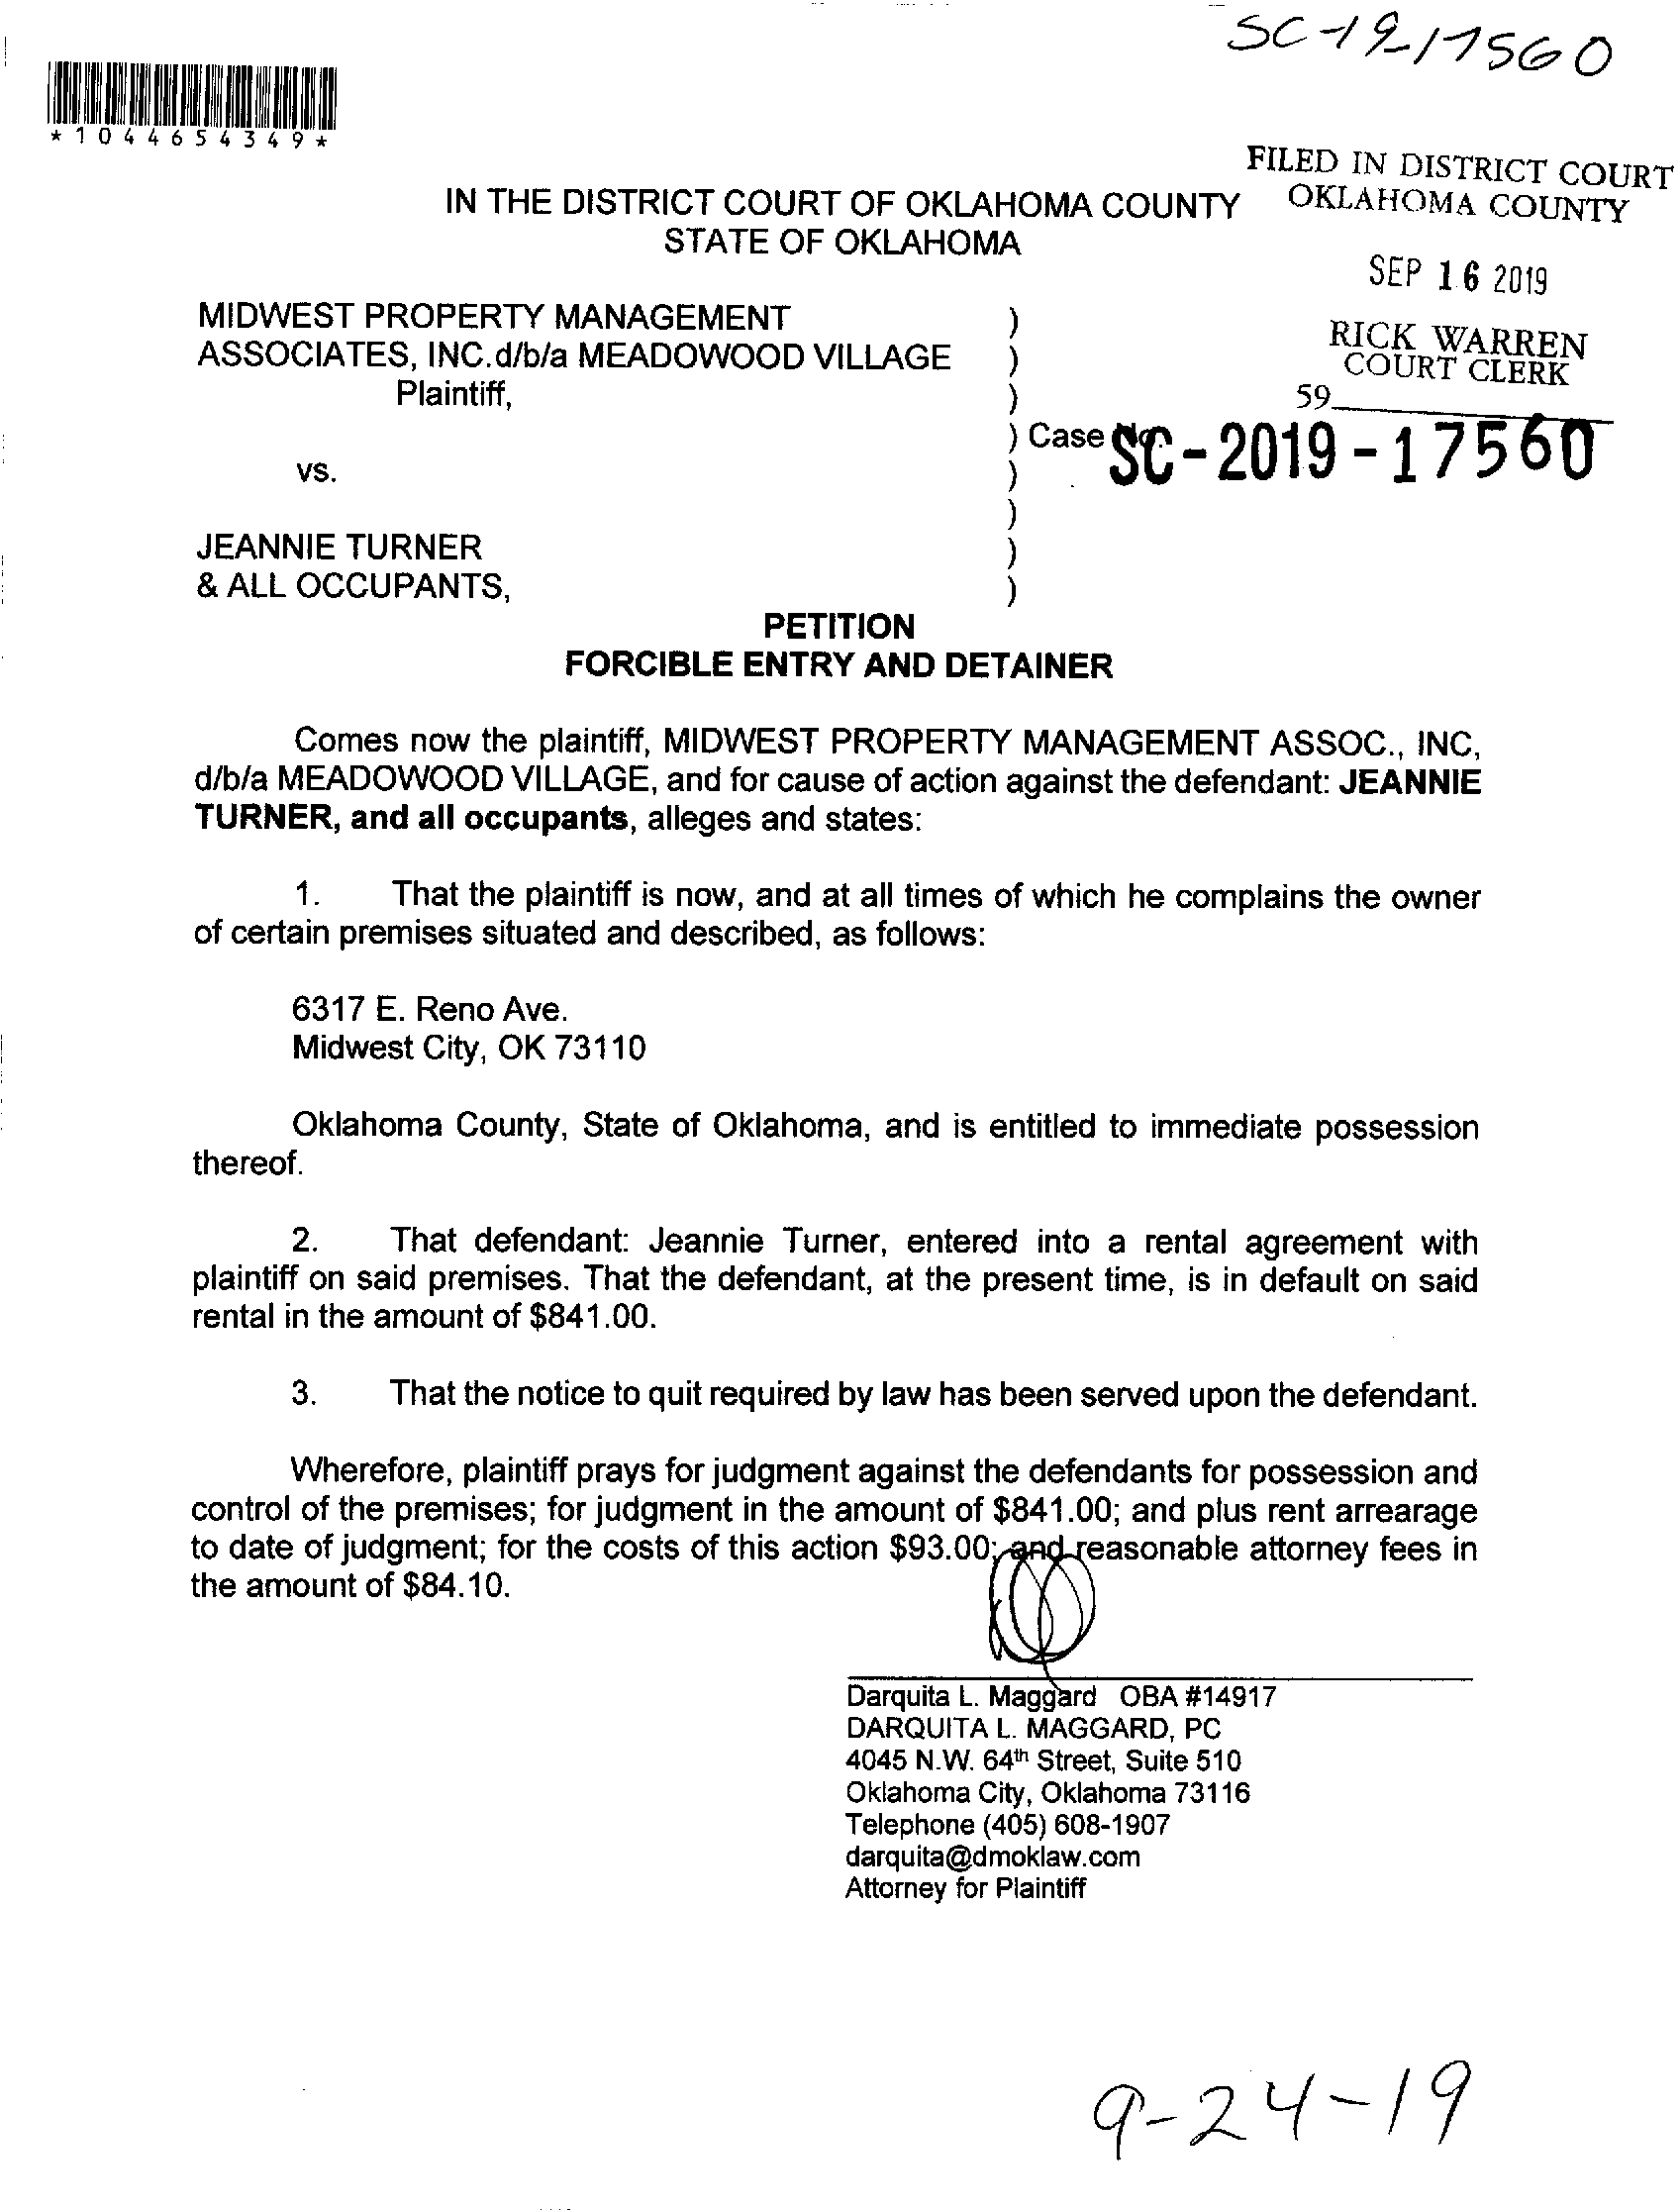 SC-19-17560
*1044654349*
FILED IN DISTRICT COURT
OKLAHOMA COUNTY
IN THE DISTRICT COURT OF OKLAHOMA COUNTY
STATE OF OKLAHOMA
SEP 16 2019
RICK WARREN
COURT CLERK
59
MIDWEST PROPERTY MANAGEMENT )
ASSOCIATES, INC.d/b/a MEADOWOOD VILLAGE )
Plaintiff, )
) Case SC-2019-17560
vs. )
)
JEANNIE TURNER )
& ALL OCCUPANTS, )
PETITION
FORCIBLE ENTRY AND DETAINER
Comes now the plaintiff, MIDWEST PROPERTY MANAGEMENT ASSOC., INC,
d/b/a MEADOWOOD VILLAGE, and for cause of action against the defendant: JEANNIE
TURNER, and all occupants, alleges and states:
1. That the plaintiff is now, and at all times of which he complains the owner
of certain premises situated and described, as follows:
6317 E. Reno Ave.
Midwest City, OK 73110
Oklahoma County, State of Oklahoma, and is entitled to immediate possession
thereof.
2. That defendant: Jeannie Turner, entered into a rental agreement with
plaintiff on said premises. That the defendant, at the present time, is in default on said
rental in the amount of $841.00.
3. That the notice to quit required by law has been served upon the defendant.
Wherefore, plaintiff prays for judgment against the defendants for possession and
control of the premises; for judgment in the amount of $841.00; and plus rent arrearage
to date of judgment; for the costs of this action $93.00; and reasonable attorney fees in
the amount of $84.10.
Darquita L. Maggard OBA #14917
DARQUITA L. MAGGARD, PC
4045 N.W. 64th Street, Suite 510
Oklahoma City, Oklahoma 73116
Telephone (405) 608-1907
darquita@dmoklaw.com
Attorney for Plaintiff
9-24-19